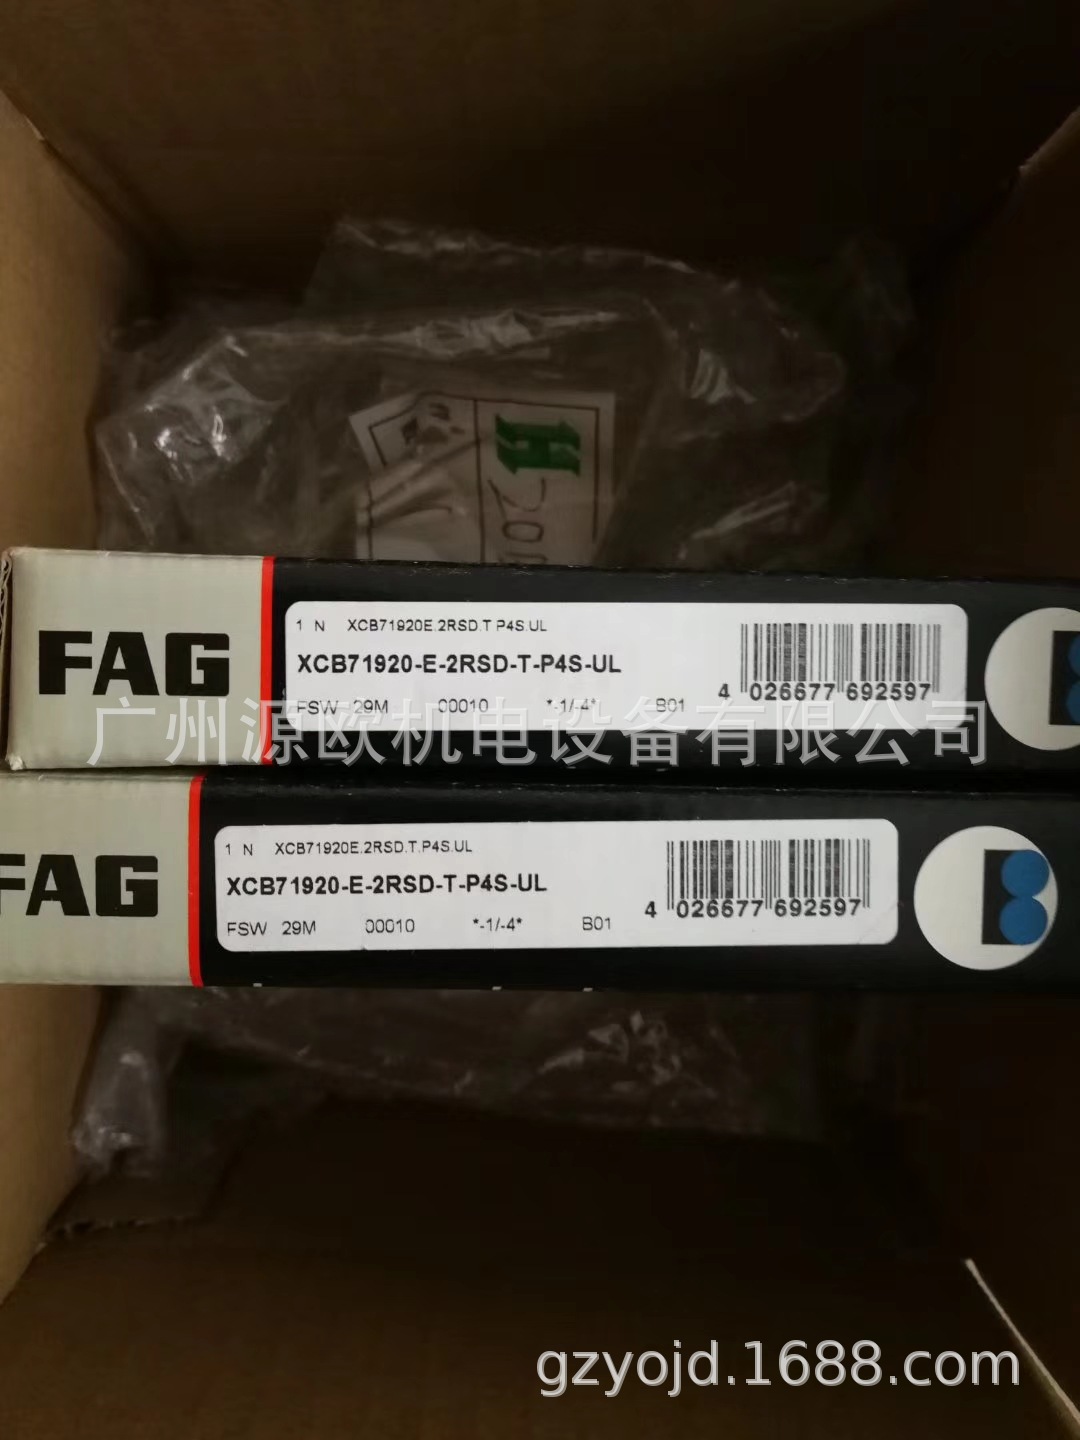 H
FAG
1 N XCB71920E.2RSD.T.P4S.UL
XCB71920-E-2RSD-T-P4S-UL
FSW 29M 00010 *-1/-4* B01
4 026677 692597
广州源欧机电设备有限公司
FAG
1 N XCB71920E.2RSD.T.P4S.UL
XCB71920-E-2RSD-T-P4S-UL
FSW 29M 00010 *-1/-4* B01
4 026677 692597
gzyojd.1688.com